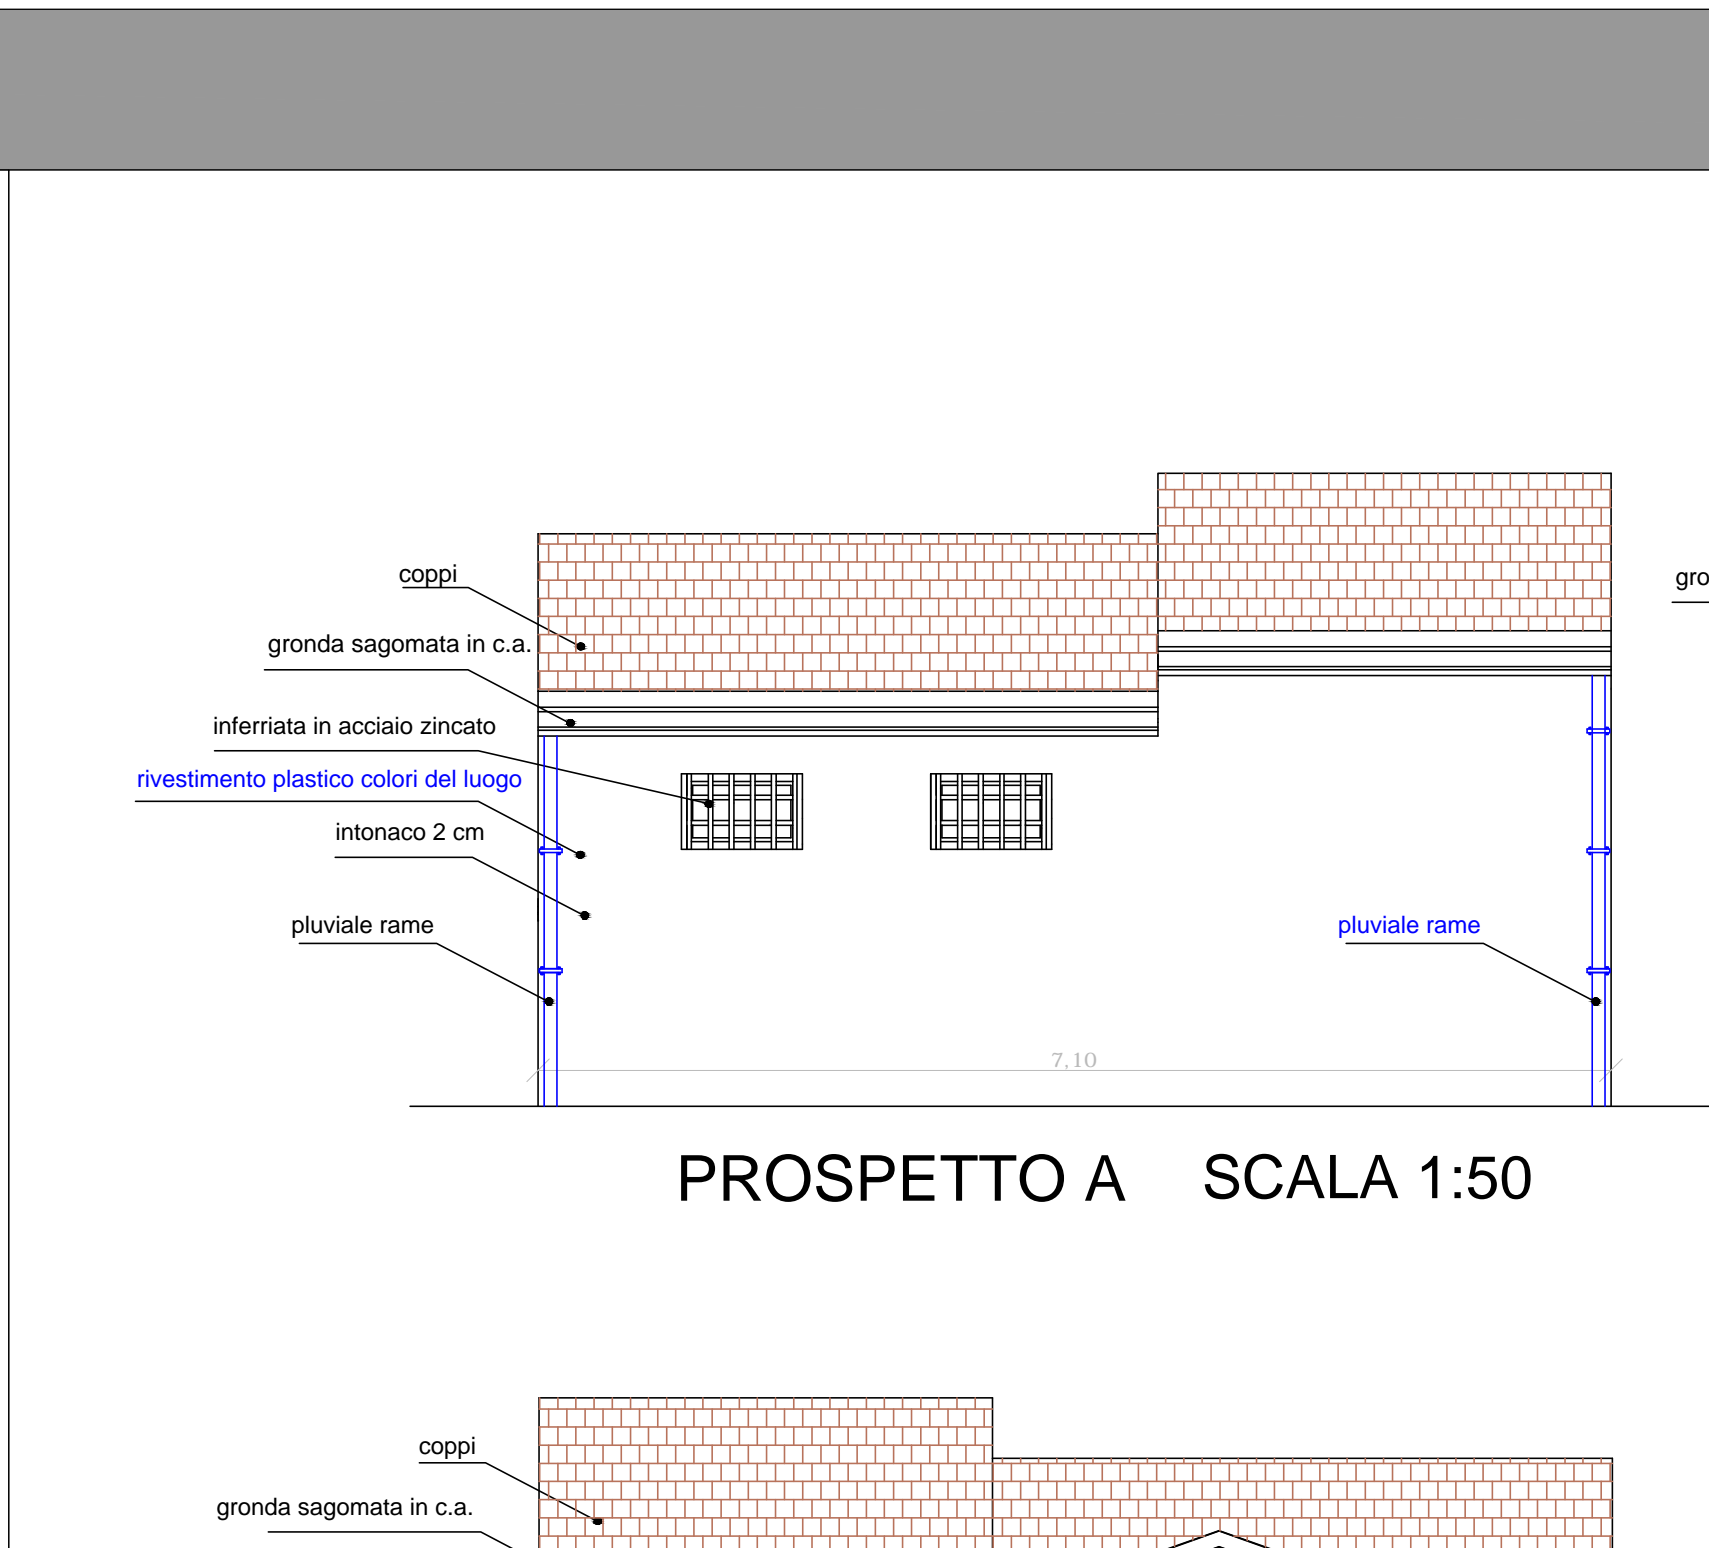 coppi
gro
gronda sagomata in c.a.
inferriata in acciaio zincato
rivestimento plastico colori del luogo
intonaco 2 cm
pluviale rame
pluviale rame
7,10
PROSPETTO A SCALA 1:50
coppi
gronda sagomata in c.a.